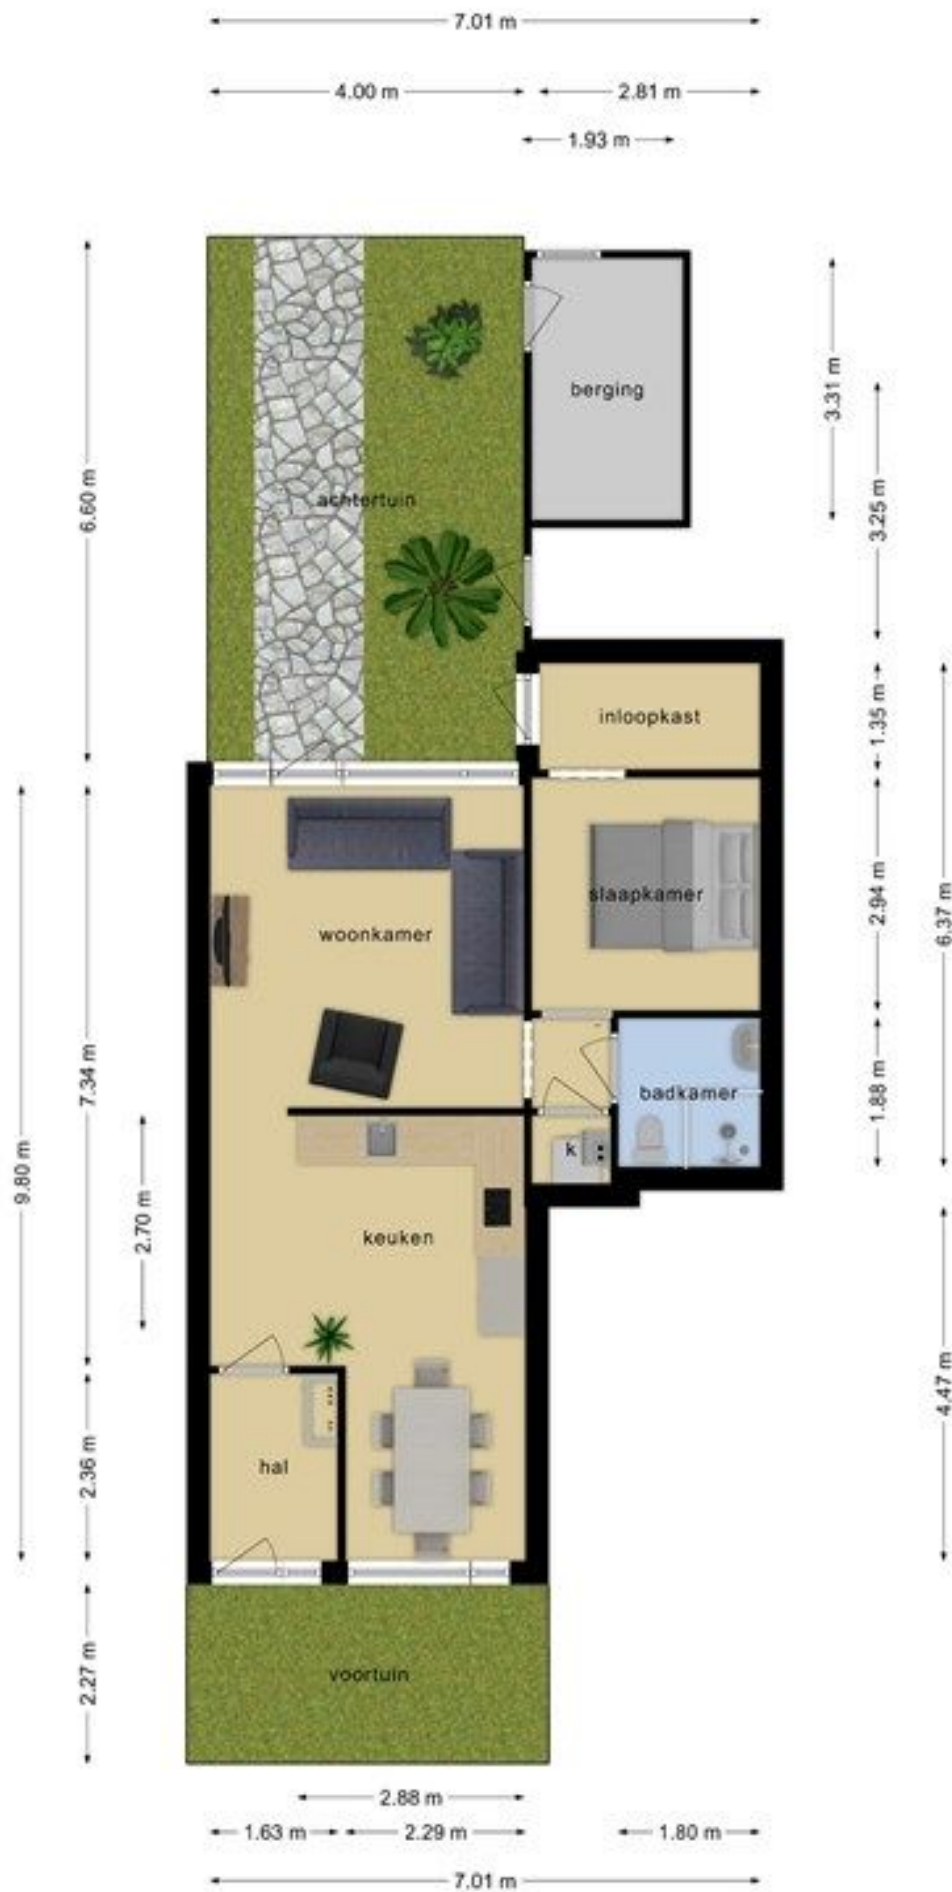 7.01 m
4.00 m
2.81 m
1.93 m
berging
3.31 m
achtertuin
6.60 m
3.25 m
inloopkast
1.35 m
slaapkamer
2.94 m
6.37 m
woonkamer
7.34 m
badkamer
1.88 m
k
9.80 m
2.70 m
keuken
4.47 m
hal
2.36 m
voortuin
2.27 m
2.88 m
1.63 m
2.29 m
1.80 m
7.01 m